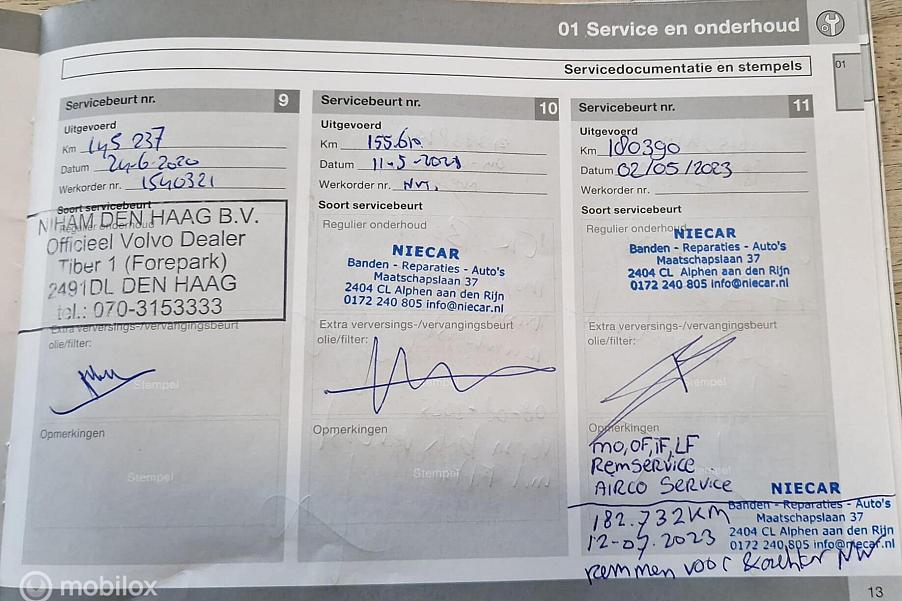 01 Service en onderhoud
Servicedocumentatie en stempels
01
Servicebeurt nr. 9
Uitgevoerd
Km 145 237
Datum 24-6-2020
Werkorder nr. 1540321
Soort servicebeurt
Regulier onderhoud
NIHAM DEN HAAG B.V.
Officieel Volvo Dealer
Tiber 1 (Forepark)
2491DL DEN HAAG
tel.: 070-3153333
Extra verversings-/vervangingsbeurt
olie/filter:
Stempel
Opmerkingen
Stempel
Servicebeurt nr. 10
Uitgevoerd
Km 155.610
Datum 11-5-2021
Werkorder nr.
Soort servicebeurt
Regulier onderhoud
NIECAR
Banden - Reparaties - Auto's
Maatschapslaan 37
2404 CL Alphen aan den Rijn
0172 240 805 info@niecar.nl
Extra verversings-/vervangingsbeurt
olie/filter:
Stempel
Opmerkingen
Stempel
Servicebeurt nr. 11
Uitgevoerd
Km 180390
Datum 02/05/2023
Werkorder nr.
Soort servicebeurt
Regulier onderhoud
NIECAR
Banden - Reparaties - Auto's
Maatschapslaan 37
2404 CL Alphen aan den Rijn
0172 240 805 info@niecar.nl
Extra verversings-/vervangingsbeurt
olie/filter:
Stempel
Opmerkingen
MO, OF, iF, LF
Remservice
AIRCO Service
182.732KM
12-07-2023
NIECAR
Banden - Reparaties - Auto's
Maatschapslaan 37
2404 CL Alphen aan den Rijn
0172 240 805 info@niecar.nl
remmen voor & achter NW
13
mobilox